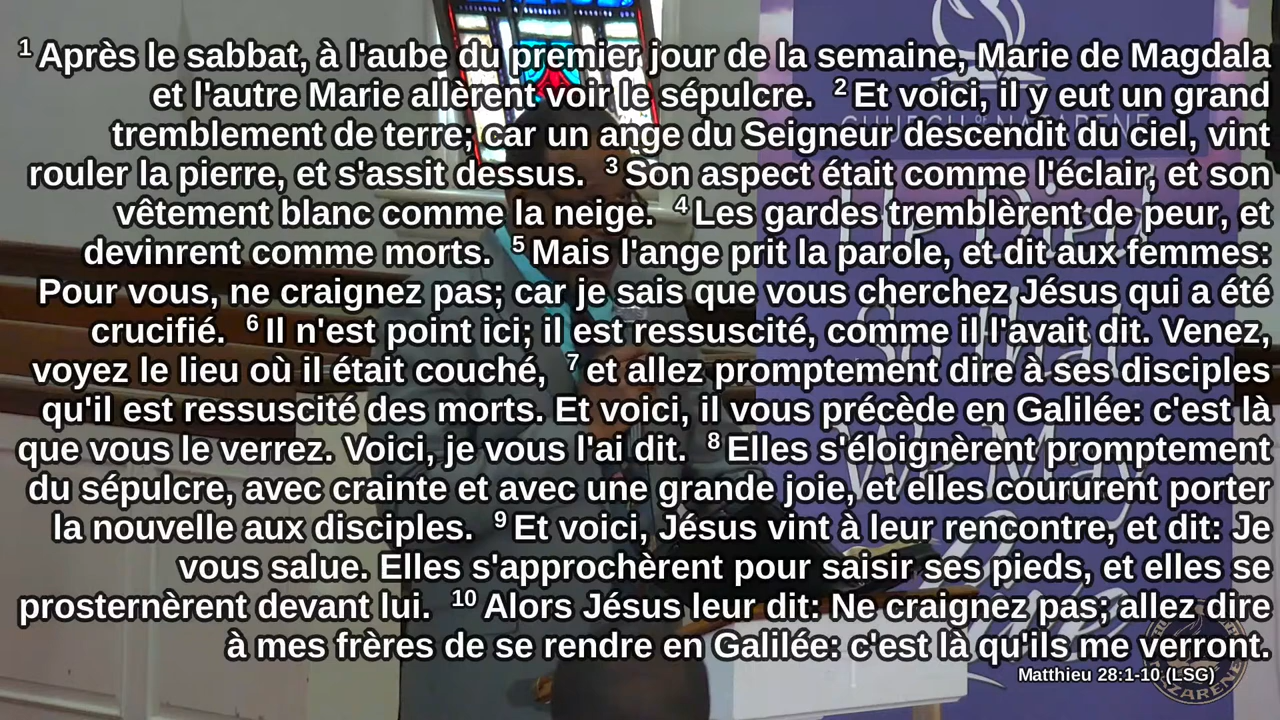 1 Après le sabbat, à l'aube du premier jour de la semaine, Marie de Magdala
et l'autre Marie allèrent voir le sépulcre. 2 Et voici, il y eut un grand
tremblement de terre; car un ange du Seigneur descendit du ciel, vint
rouler la pierre, et s'assit dessus. 3 Son aspect était comme l'éclair, et son
vêtement blanc comme la neige. 4 Les gardes tremblèrent de peur, et
devinrent comme morts. 5 Mais l'ange prit la parole, et dit aux femmes:
Pour vous, ne craignez pas; car je sais que vous cherchez Jésus qui a été
crucifié. 6 Il n'est point ici; il est ressuscité, comme il l'avait dit. Venez,
voyez le lieu où il était couché, 7 et allez promptement dire à ses disciples
qu'il est ressuscité des morts. Et voici, il vous précède en Galilée: c'est là
que vous le verrez. Voici, je vous l'ai dit. 8 Elles s'éloignèrent promptement
du sépulcre, avec crainte et avec une grande joie, et elles coururent porter
la nouvelle aux disciples. 9 Et voici, Jésus vint à leur rencontre, et dit: Je
vous salue. Elles s'approchèrent pour saisir ses pieds, et elles se
prosternèrent devant lui. 10 Alors Jésus leur dit: Ne craignez pas; allez dire
à mes frères de se rendre en Galilée: c'est là qu'ils me verront.
Matthieu 28:1-10 (LSG)
CHURCH OF NAZARENE
He Died
We May
NAZARENE